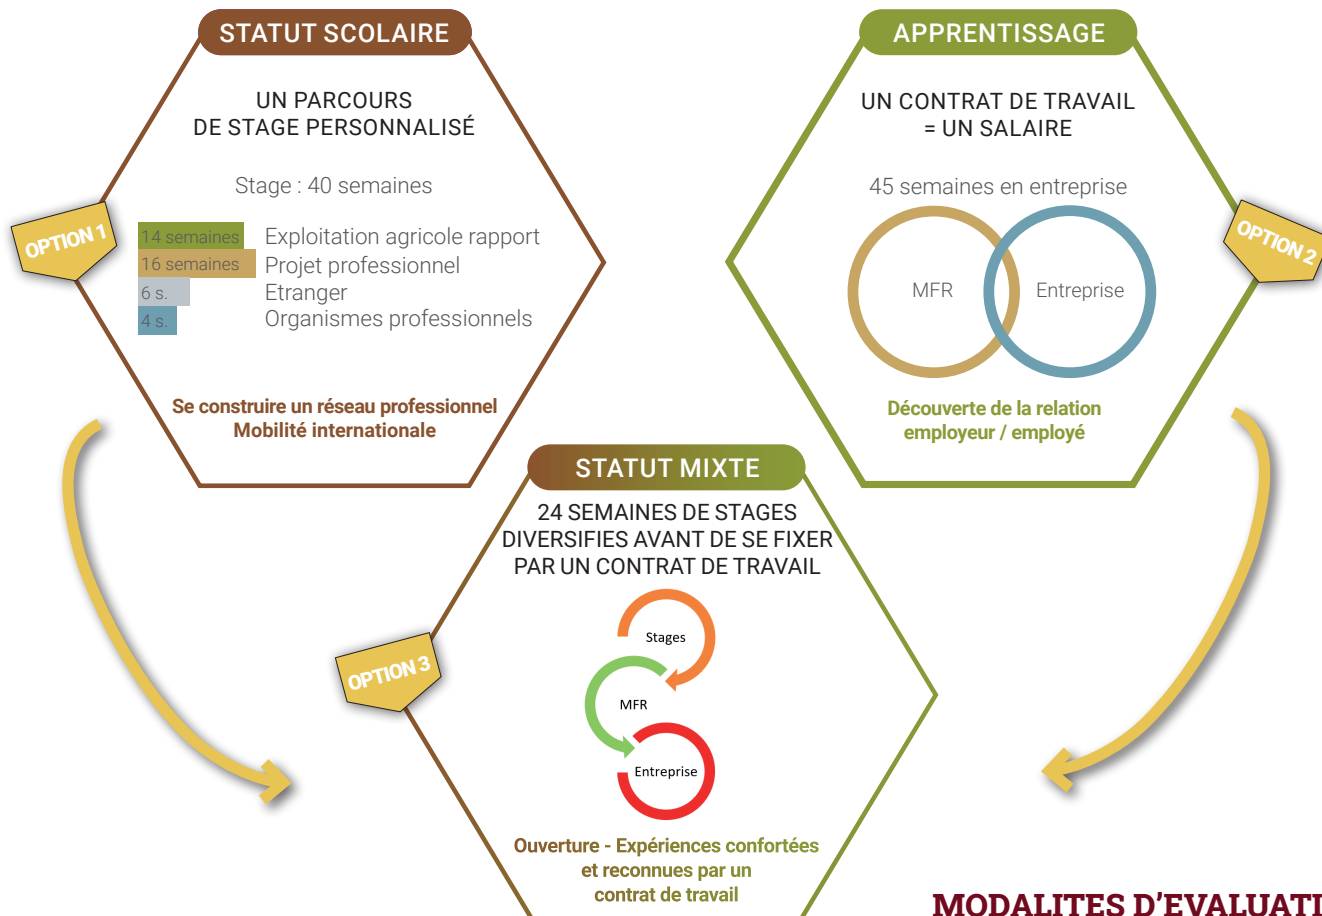 STATUT SCOLAIRE
UN PARCOURS
DE STAGE PERSONNALISÉ
Stage : 40 semaines
14 semaines Exploitation agricole rapport
16 semaines Projet professionnel
6 s. Etranger
4 s. Organismes professionnels
Se construire un réseau professionnel
Mobilité internationale
OPTION 1
APPRENTISSAGE
UN CONTRAT DE TRAVAIL
= UN SALAIRE
45 semaines en entreprise
MFR Entreprise
Découverte de la relation
employeur / employé
OPTION 2
STATUT MIXTE
24 SEMAINES DE STAGES
DIVERSIFIES AVANT DE SE FIXER
PAR UN CONTRAT DE TRAVAIL
Stages
MFR
Entreprise
OPTION 3
Ouverture - Expériences confortées
et reconnues par un
contrat de travail
MODALITES D'EVALUATI